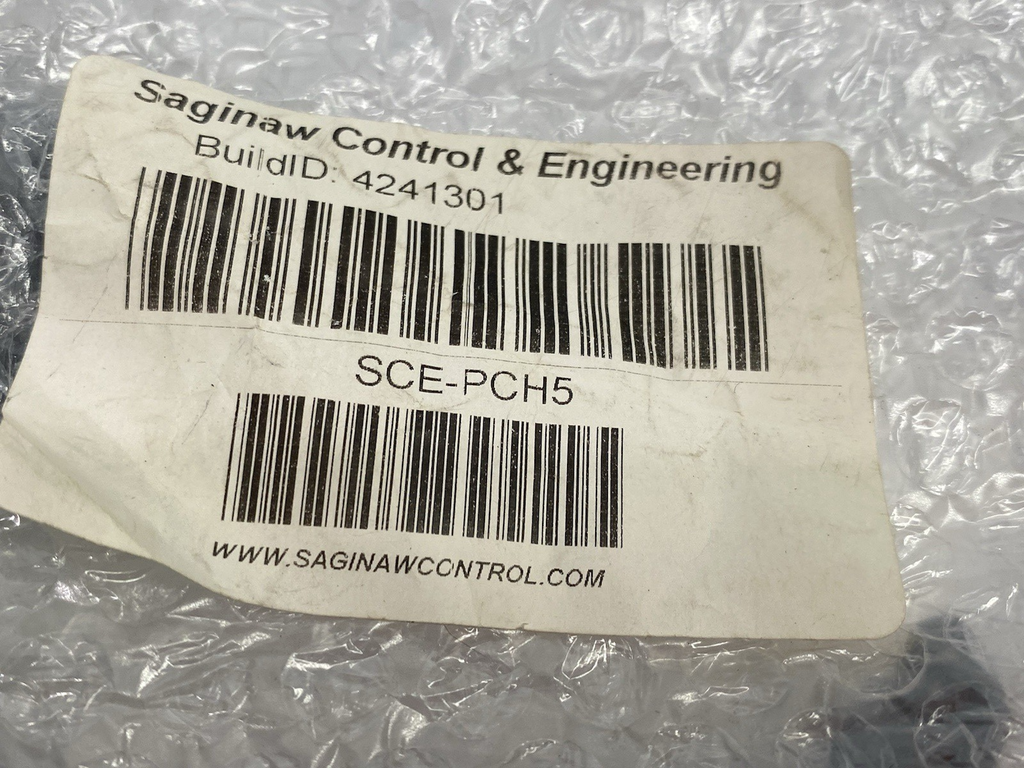 Saginaw Control & Engineering
BuildID: 4241301
SCE-PCH5
WWW.SAGINAWCONTROL.COM